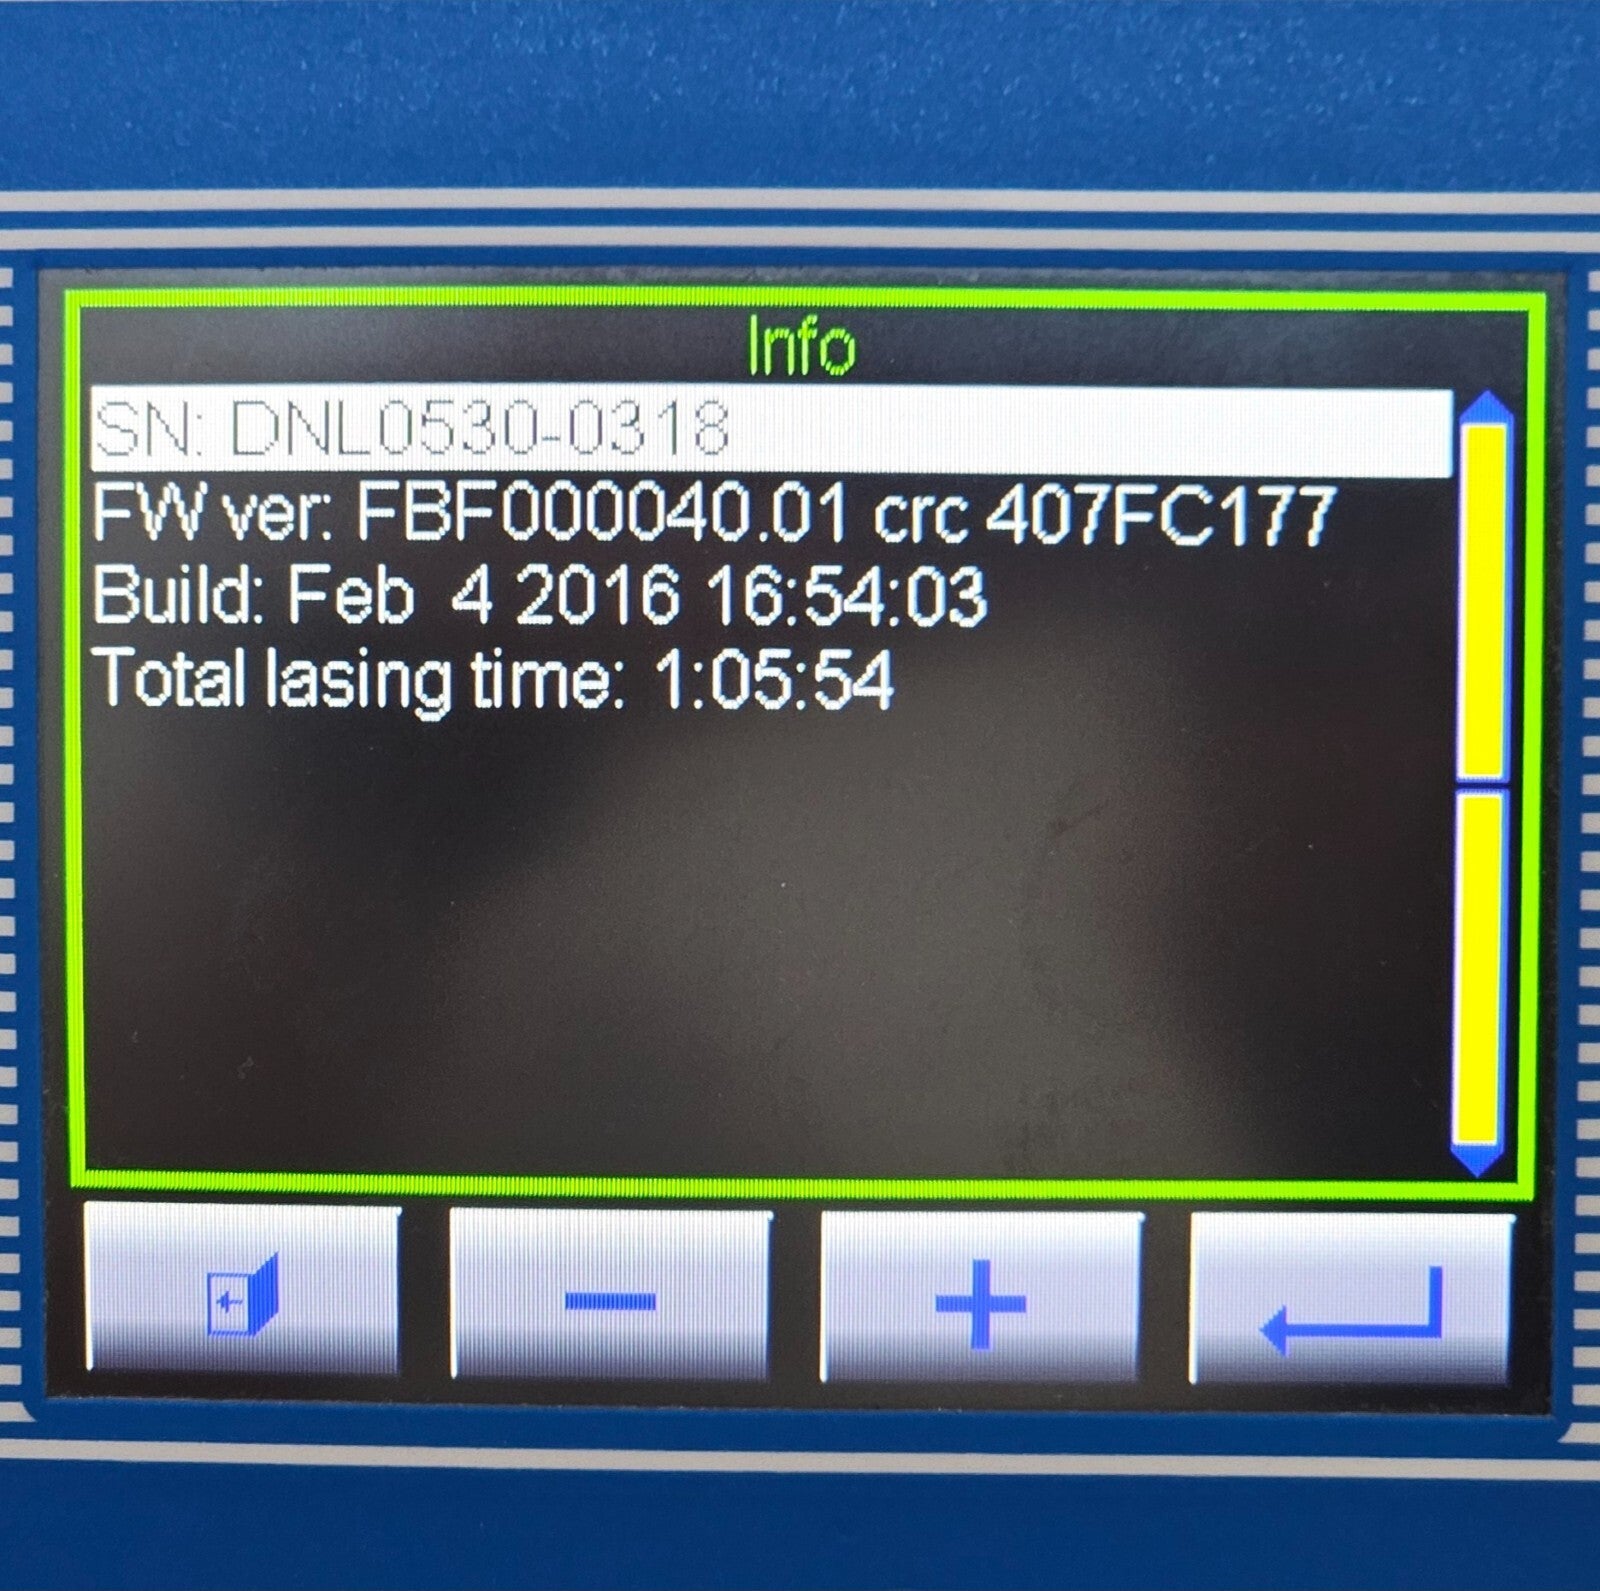 Info
SN: DNL0530-0318
FW ver: FBF000040.01 crc 407FC177
Build: Feb  4 2016 16:54:03
Total lasing time: 1:05:54